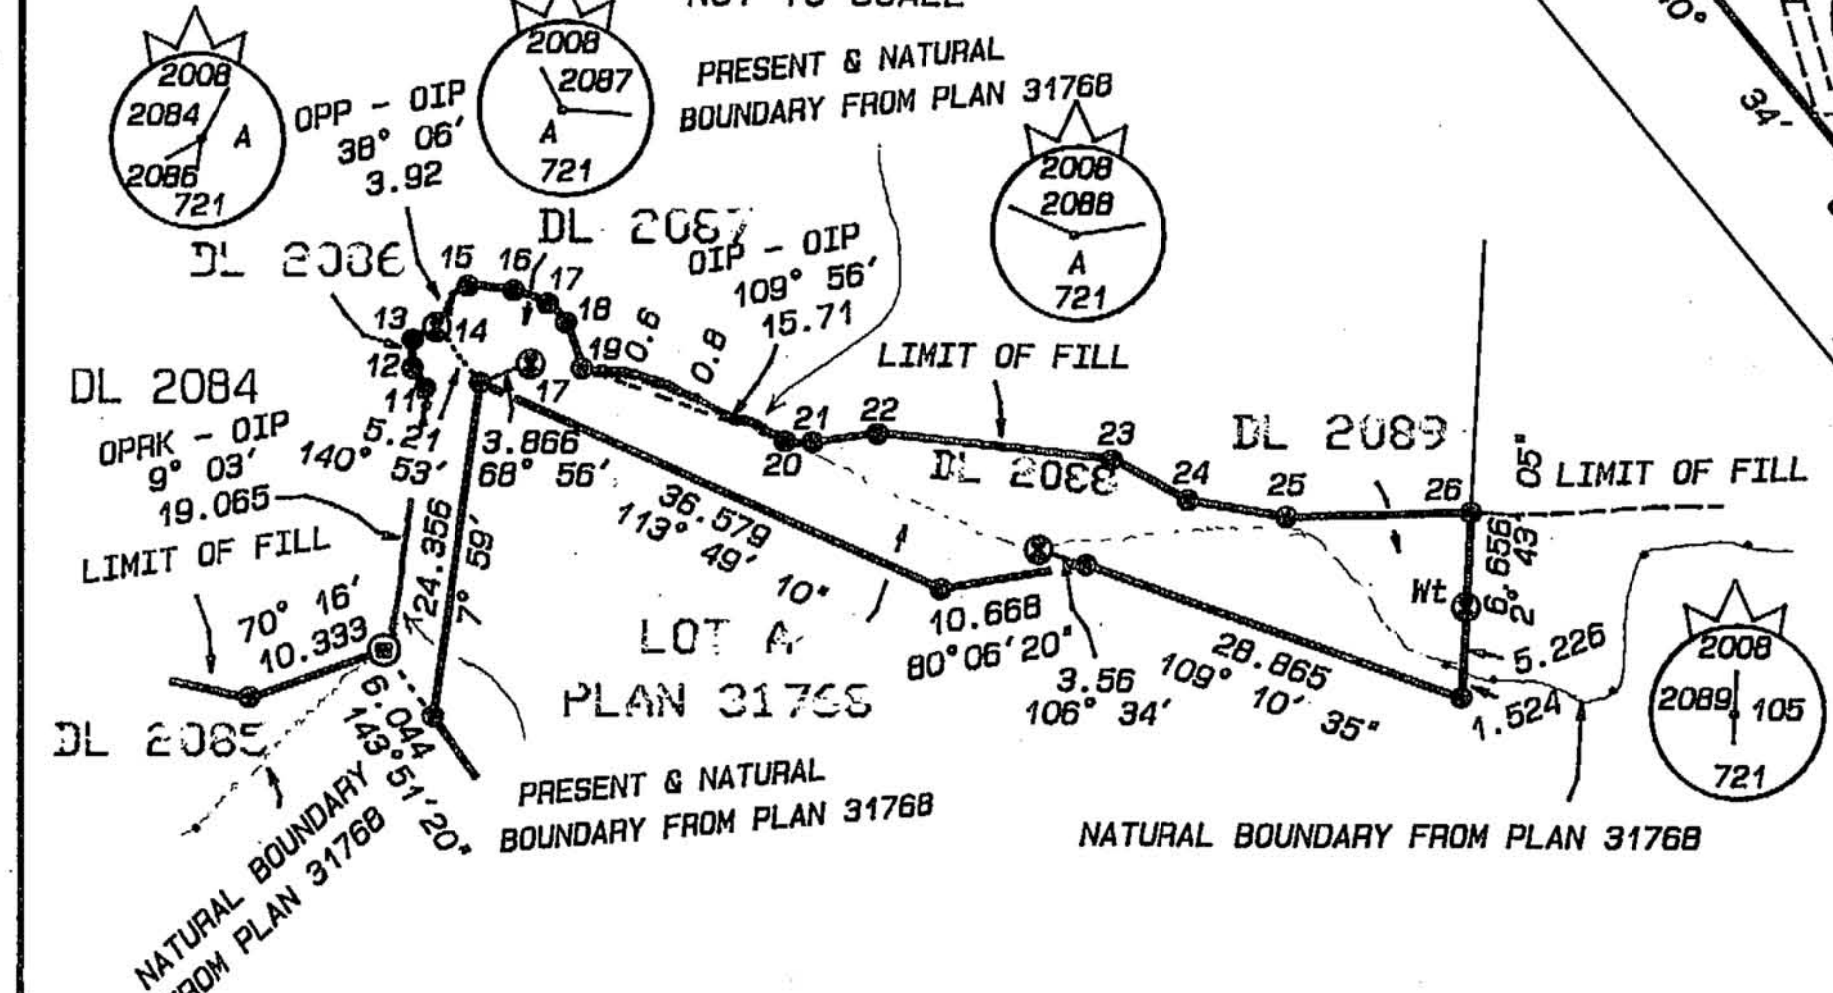 NOT TO SCALE
2008
2084
A
2086
721
OPP - OIP
38° 06'
3.92
2008
2087
A
721
PRESENT & NATURAL
BOUNDARY FROM PLAN 31768
2008
2088
A
721
10°
34'
DL 2086
DL 2087
OIP - OIP
109° 56'
15.71
15
16
17
18
13
14
12
11
19
0.6
0.8
17
DL 2084
OPRK - OIP
9° 03'
19.065
5.21
140° 53'
3.866
68° 56'
LIMIT OF FILL
20
21
22
23
24
25
26
DL 2088
DL 2089
05"
LIMIT OF FILL
36.579
113° 49' 10"
24.356
7° 59'
LIMIT OF FILL
70° 16'
10.333
LOT A
PLAN 31768
10.668
80°06'20"
3.56
106° 34'
28.865
109° 10' 35"
Wt
6.656
2° 43'
5.226
1.524
2008
2089
105
721
DL 2085
6.044
143°51'20"
NATURAL BOUNDARY
FROM PLAN 31768
PRESENT & NATURAL
BOUNDARY FROM PLAN 31768
NATURAL BOUNDARY FROM PLAN 31768